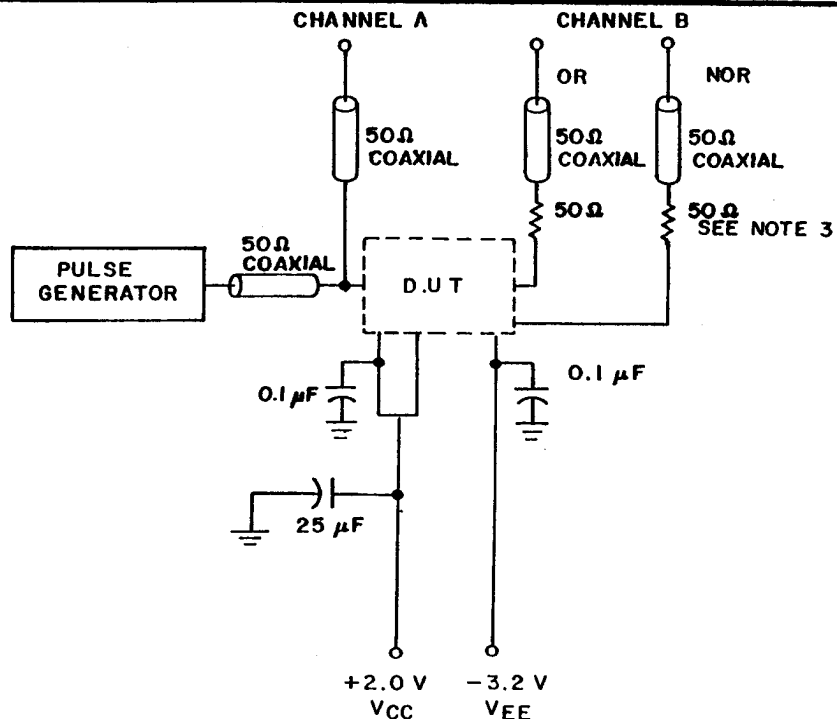 CHANNEL A
CHANNEL B
OR
NOR
50Ω
COAXIAL
50Ω
COAXIAL
50Ω
COAXIAL
50Ω
50Ω
SEE NOTE 3
50Ω
COAXIAL
PULSE
GENERATOR
D.U T
0.1 μF
0.1 μF
25 μF
+2.0 V
VCC
-3.2 V
VEE